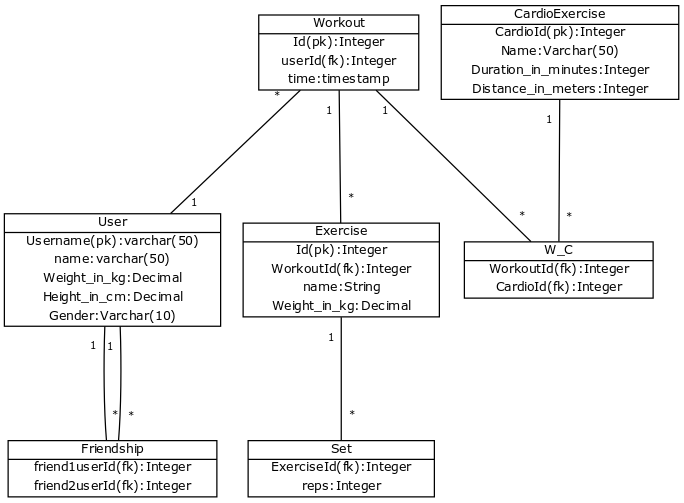 Workout
Id(pk):Integer
userId(fk):Integer
time:timestamp
CardioExercise
CardioId(pk):Integer
Name:Varchar(50)
Duration_in_minutes:Integer
Distance_in_meters:Integer
*
1
1
1
1
*
*
*
User
Username(pk):varchar(50)
name:varchar(50)
Weight_in_kg:Decimal
Height_in_cm:Decimal
Gender:Varchar(10)
Exercise
Id(pk):Integer
WorkoutId(fk):Integer
name:String
Weight_in_kg:Decimal
W_C
WorkoutId(fk):Integer
CardioId(fk):Integer
1
1
1
*
*
*
Friendship
friend1userId(fk):Integer
friend2userId(fk):Integer
Set
ExerciseId(fk):Integer
reps:Integer